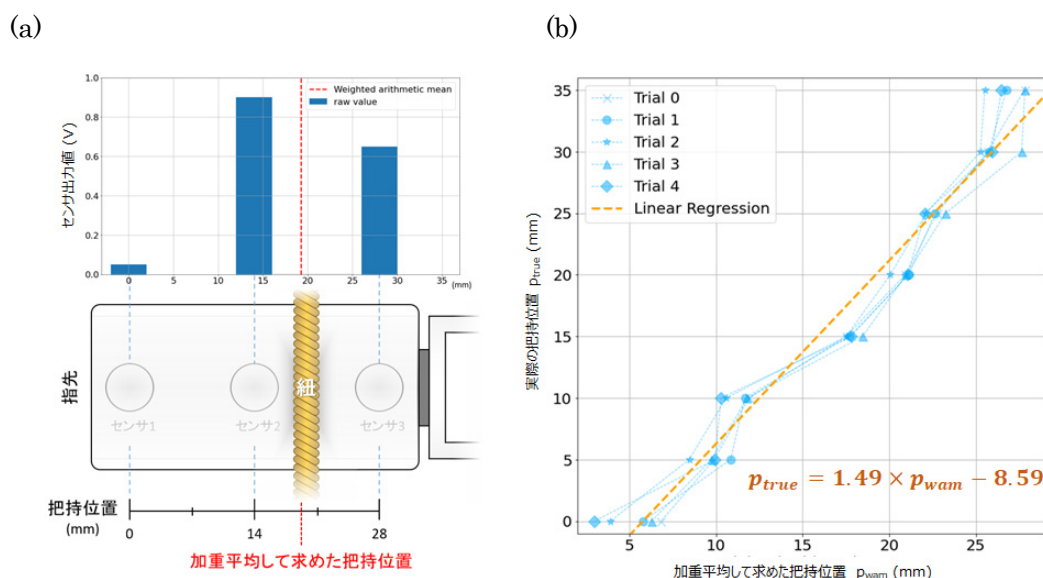 (a)
(b)
1.0
0.8
0.6
0.4
0.2
0.0
センサ出力値 (V)
Weighted arithmetic mean
raw value
0
5
10
15
20
25
30
35
(mm)
指先
センサ1
センサ2
紐
センサ3
把持位置
(mm)
0
14
28
加重平均して求めた把持位置
35
30
25
20
15
10
5
0
実際の把持位置 p_true (mm)
Trial 0
Trial 1
Trial 2
Trial 3
Trial 4
Linear Regression
p_true = 1.49 × p_wam − 8.59
5
10
15
20
25
加重平均して求めた把持位置 p_wam (mm)